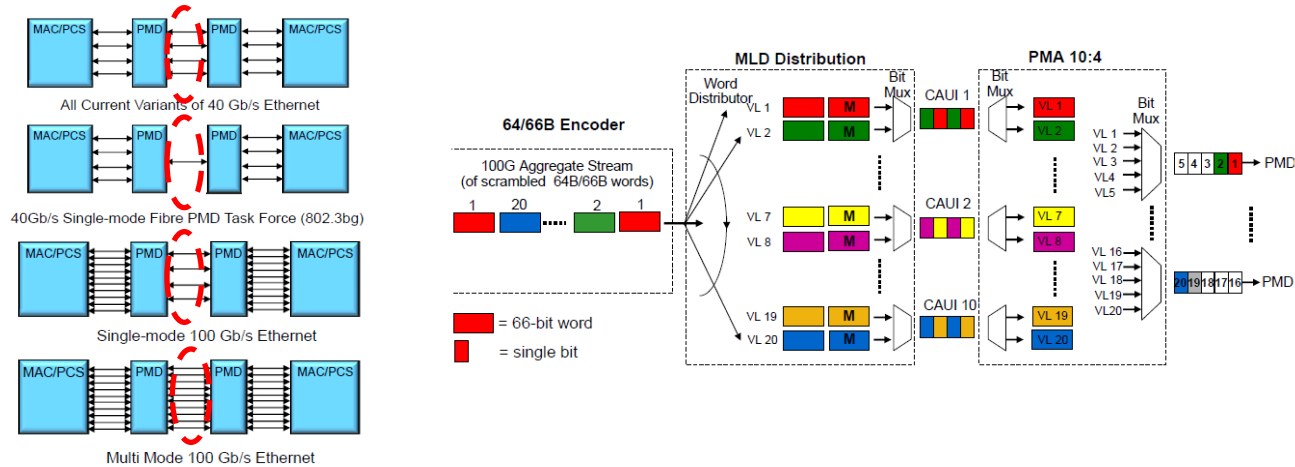 MAC/PCS PMD PMD MAC/PCS
All Current Variants of 40 Gb/s Ethernet
MAC/PCS PMD PMD MAC/PCS
40Gb/s Single-mode Fibre PMD Task Force (802.3bg)
MAC/PCS PMD PMD MAC/PCS
Single-mode 100 Gb/s Ethernet
MAC/PCS PMD PMD MAC/PCS
Multi Mode 100 Gb/s Ethernet
64/66B Encoder
100G Aggregate Stream
(of scrambled 64B/66B words)
1 20 2 1
= 66-bit word
= single bit
MLD Distribution
Word
Distributor
Bit
Mux
VL 1 M
VL 2 M
VL 7 M
VL 8 M
VL 19 M
VL 20 M
CAUI 1
CAUI 2
CAUI 10
PMA 10:4
Bit
Mux
VL 1
VL 2
VL 7
VL 8
VL 19
VL 20
Bit
Mux
VL 1
VL 2
VL 3
VL4
VL5
5 4 3 2 1 PMD
VL 16
VL 17
VL 18
VL19
VL20
20 19 18 17 16 PMD